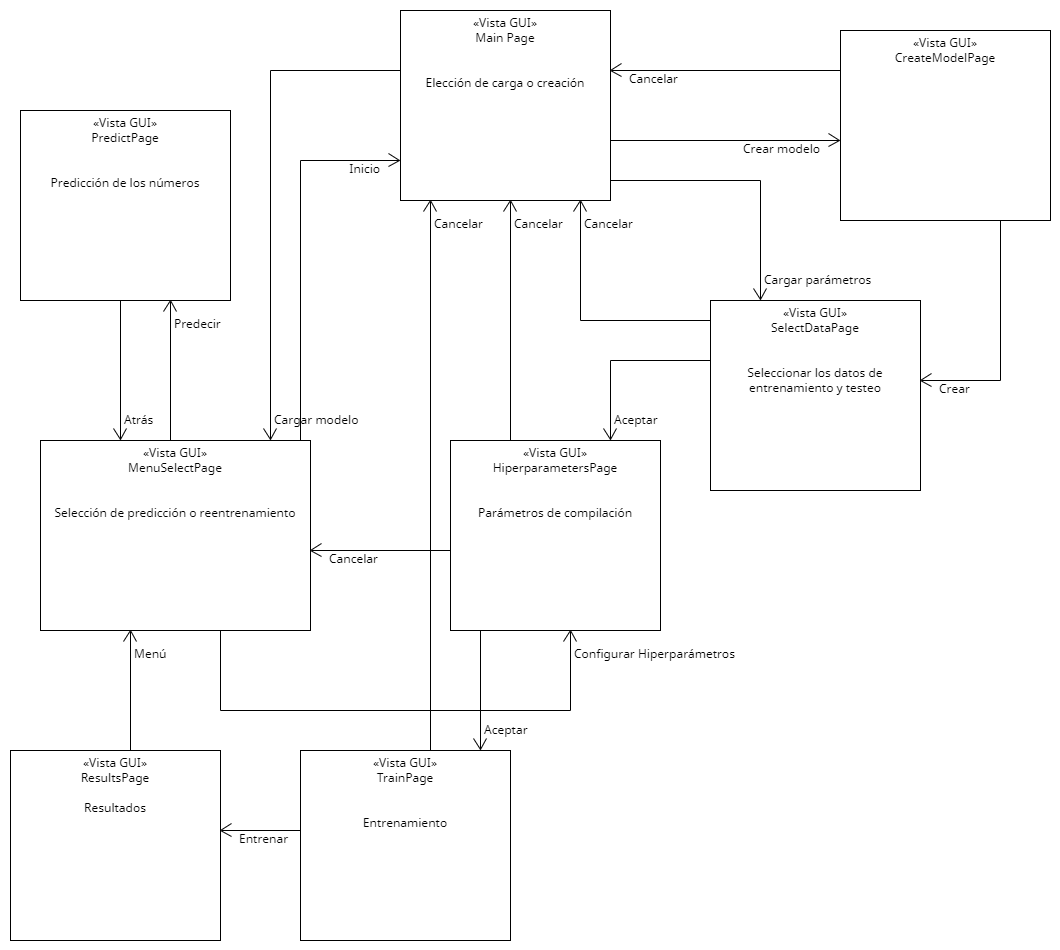 «Vista GUI»
Main Page
Elección de carga o creación
«Vista GUI»
CreateModelPage
Cancelar
Crear modelo
«Vista GUI»
PredictPage
Predicción de los números
Inicio
Cancelar
Cancelar
Cancelar
Cargar parámetros
«Vista GUI»
SelectDataPage
Seleccionar los datos de
entrenamiento y testeo
Crear
Predecir
Atrás
Cargar modelo
Aceptar
«Vista GUI»
MenuSelectPage
Selección de predicción o reentrenamiento
«Vista GUI»
HiperparametersPage
Parámetros de compilación
Cancelar
Menú
Configurar Hiperparámetros
Aceptar
«Vista GUI»
ResultsPage
Resultados
«Vista GUI»
TrainPage
Entrenamiento
Entrenar